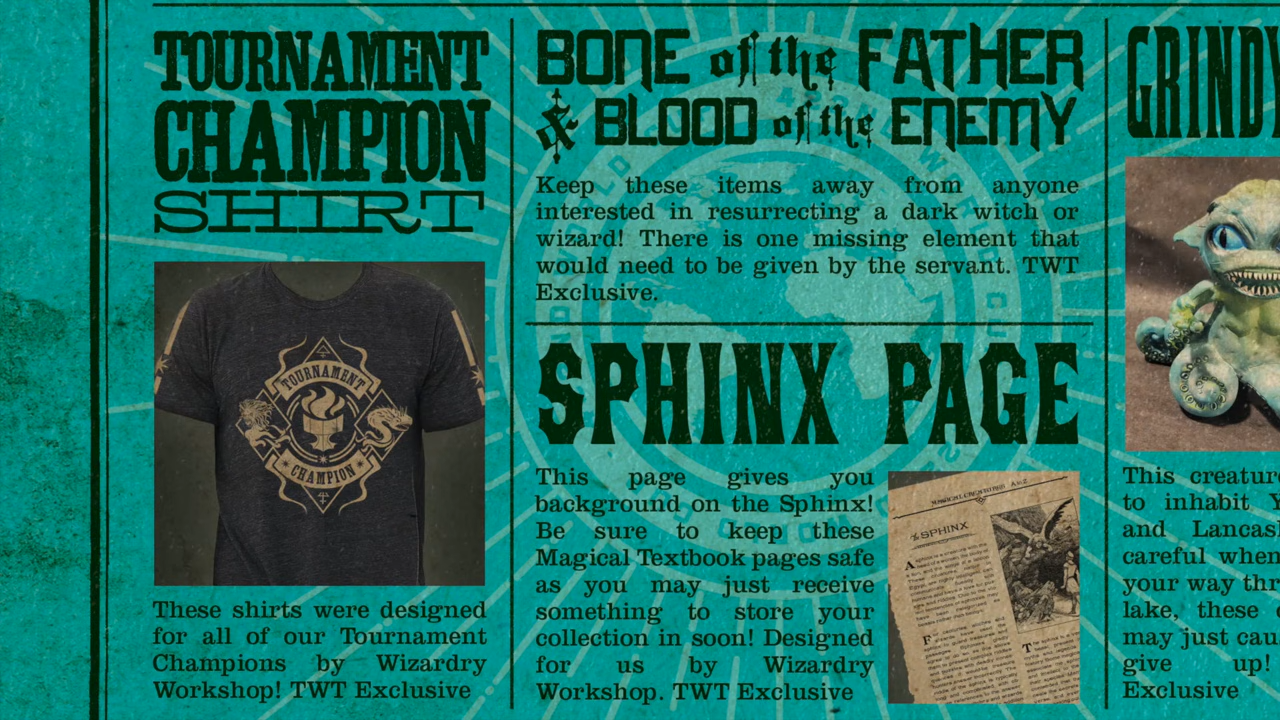 TOURNAMENT
CHAMPION
SHIRT
TOURNAMENT
CHAMPION
These shirts were designed
for all of our Tournament
Champions by Wizardry
Workshop! TWT Exclusive
BONE of the FATHER
& BLOOD of the ENEMY
Keep these items away from anyone
interested in resurrecting a dark witch or
wizard! There is one missing element that
would need to be given by the servant. TWT
Exclusive.
SPHINX PAGE
This page gives you
background on the Sphinx!
Be sure to keep these
Magical Textbook pages safe
as you may just receive
something to store your
collection in soon! Designed
for us by Wizardry
Workshop. TWT Exclusive
MAGICAL CREATURES A to Z
SPHINX
GRINDY
This creature
to inhabit Y
and Lancas
careful when
your way thr
lake, these
may just cau
give up!
Exclusive